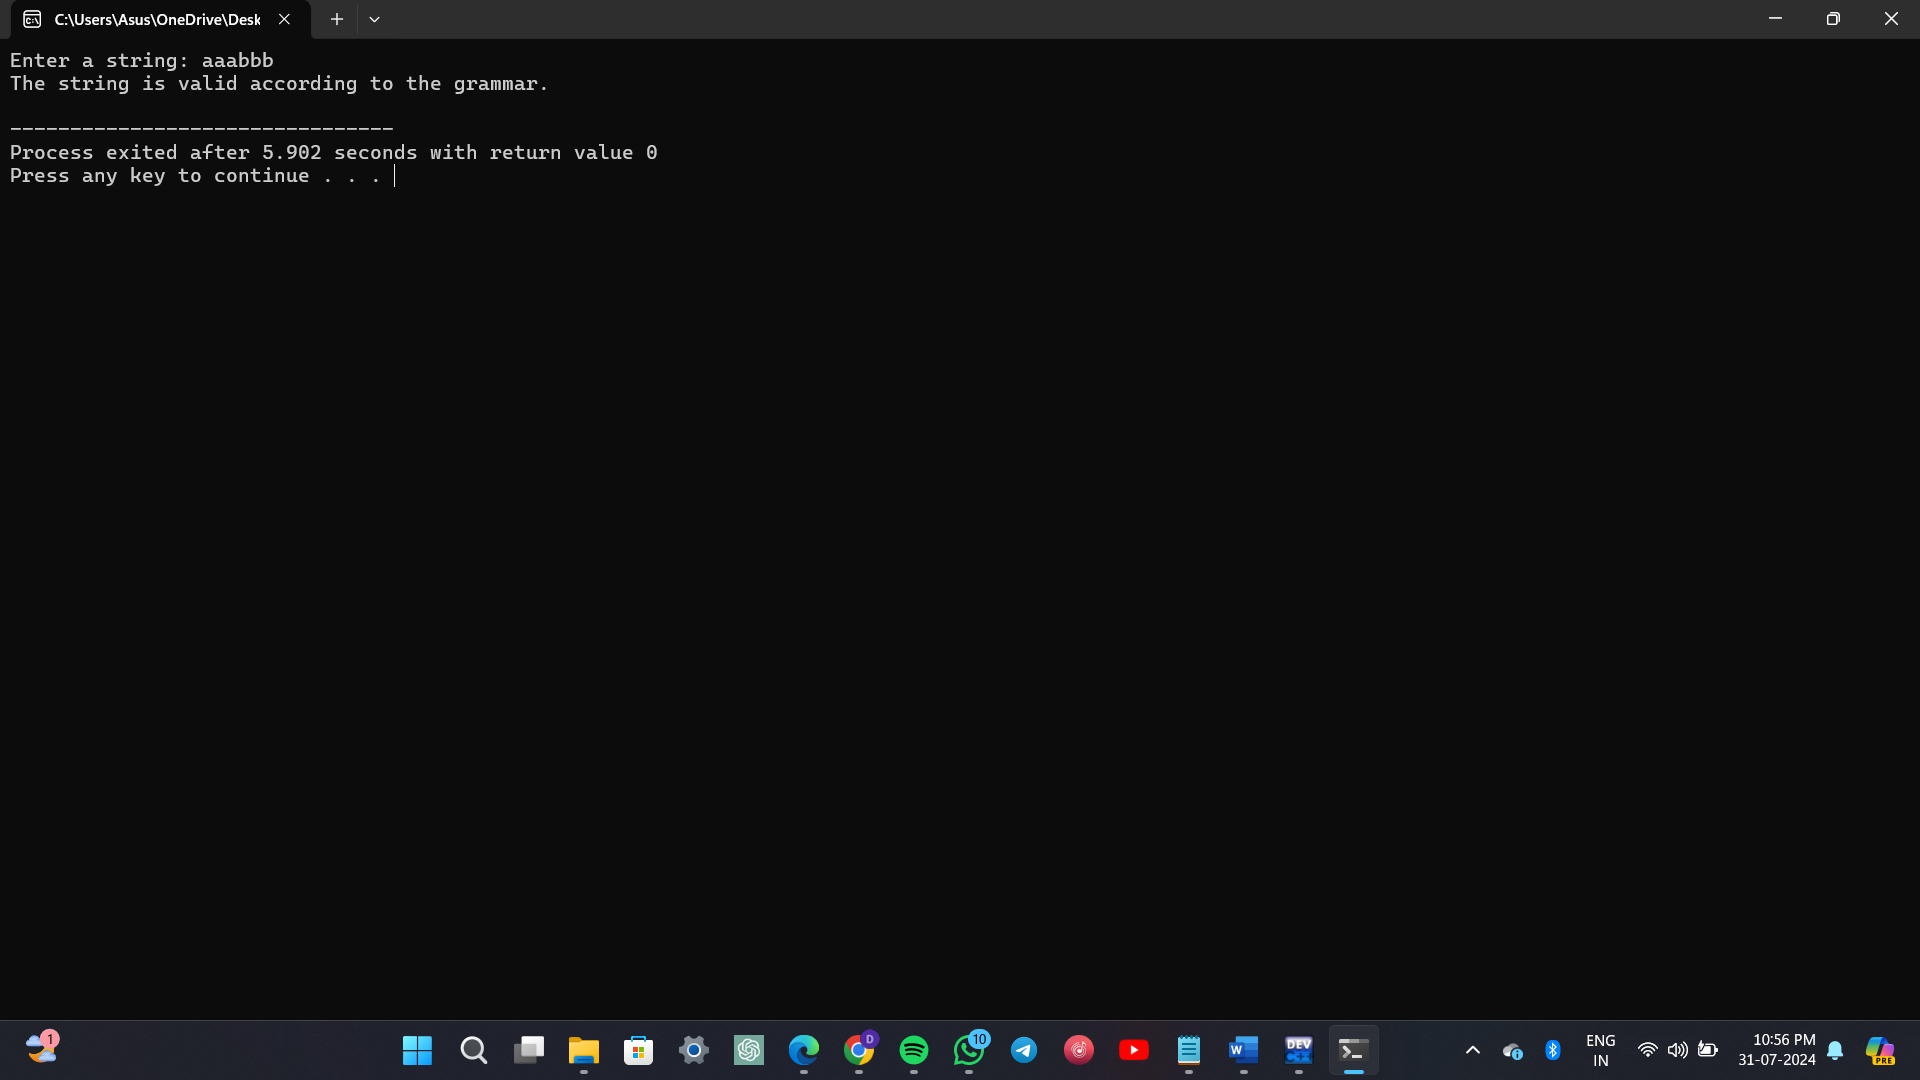 C:\Users\Asus\OneDrive\Desk
Enter a string: aaabbb
The string is valid according to the grammar.
--------------------------------
Process exited after 5.902 seconds with return value 0
Press any key to continue . . .
1
D
10
W
DEV
C++
ENG
IN
10:56 PM
31-07-2024
PRE